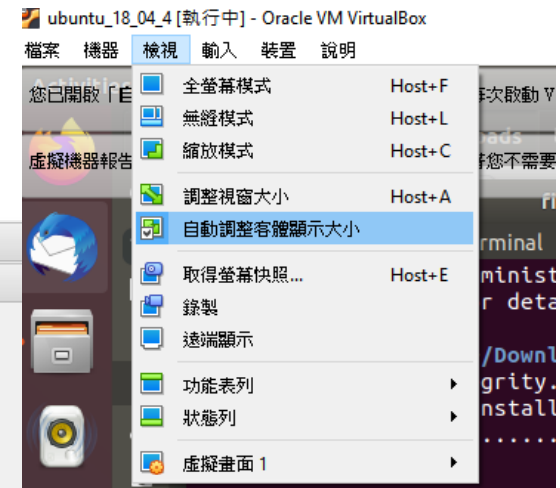 ubuntu_18_04_4 [執行中] - Oracle VM VirtualBox
檔案 機器 檢視 輸入 裝置 說明
您已開啟「自
全螢幕模式 Host+F
次啟動 V
無縫模式 Host+L
虛擬機器報告
縮放模式 Host+C
您不需要
調整視窗大小 Host+A
自動調整客體顯示大小
rminal
取得螢幕快照... Host+E
minist
錄製
r deta
遠端顯示
/Downl
功能表列
grity.
狀態列
nstall
......
虛擬畫面 1